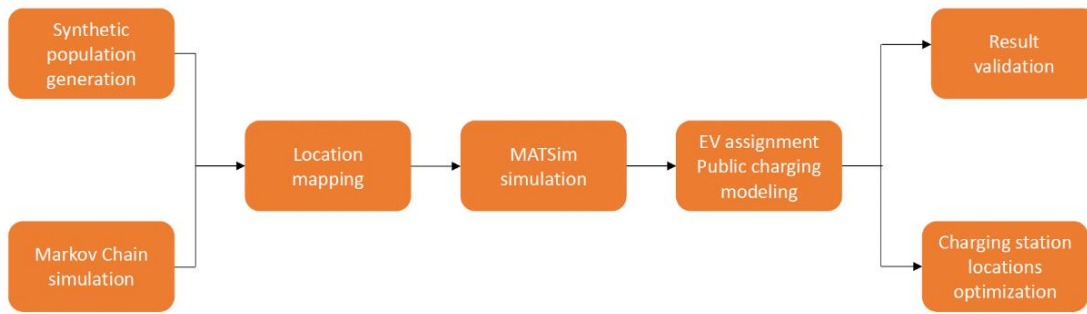 Synthetic
population
generation
Markov Chain
simulation
Location
mapping
MATSim
simulation
EV assignment
Public charging
modeling
Result
validation
Charging station
locations
optimization